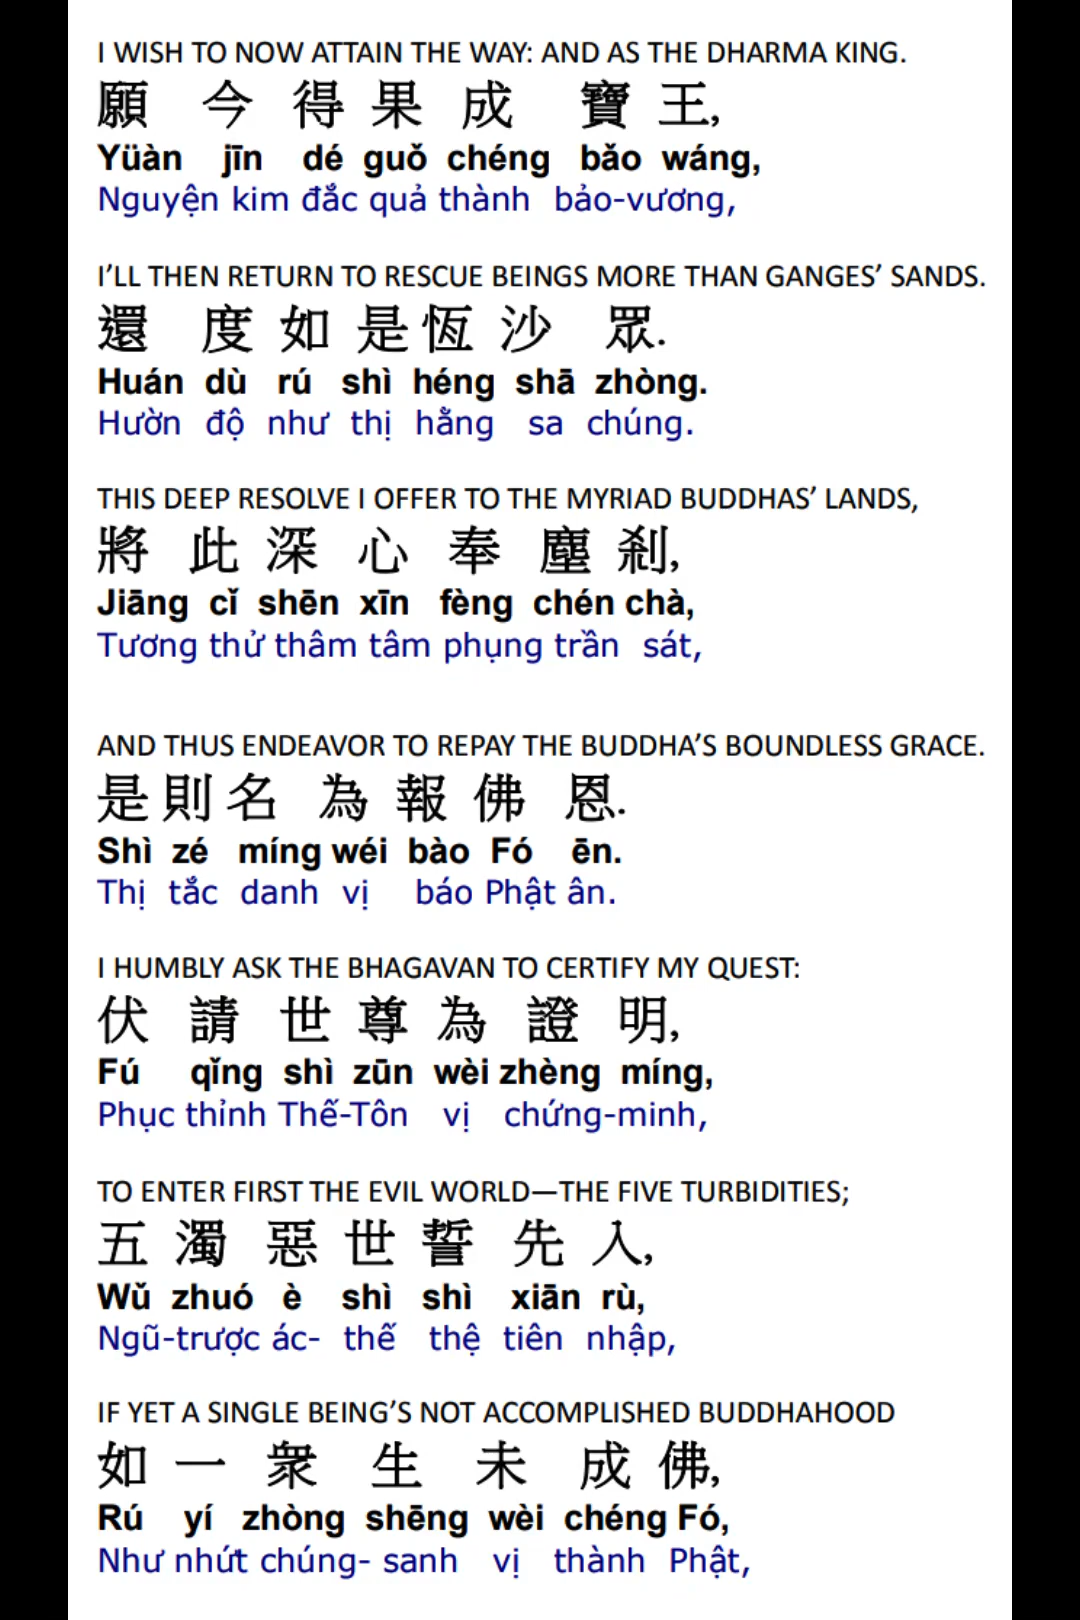 I WISH TO NOW ATTAIN THE WAY: AND AS THE DHARMA KING.
願 今 得 果 成 寶 王,
Yüàn jīn dé guǒ chéng bǎo wáng,
Nguyện kim đắc quả thành bảo-vương,
I’LL THEN RETURN TO RESCUE BEINGS MORE THAN GANGES’ SANDS.
還 度 如 是 恆 沙 眾.
Huán dù rú shì héng shā zhòng.
Hườn độ như thị hằng sa chúng.
THIS DEEP RESOLVE I OFFER TO THE MYRIAD BUDDHAS’ LANDS,
將 此 深 心 奉 塵 剎,
Jiāng cǐ shēn xīn fèng chén chà,
Tương thử thâm tâm phụng trần sát,
AND THUS ENDEAVOR TO REPAY THE BUDDHA’S BOUNDLESS GRACE.
是 則 名 為 報 佛 恩.
Shì zé míng wéi bào Fó ēn.
Thị tắc danh vị báo Phật ân.
I HUMBLY ASK THE BHAGAVAN TO CERTIFY MY QUEST:
伏 請 世 尊 為 證 明,
Fú qǐng shì zūn wèi zhèng míng,
Phục thỉnh Thế-Tôn vị chứng-minh,
TO ENTER FIRST THE EVIL WORLD—THE FIVE TURBIDITIES;
五 濁 惡 世 誓 先 入,
Wǔ zhuó è shì shì xiān rù,
Ngũ-trược ác- thế thệ tiên nhập,
IF YET A SINGLE BEING’S NOT ACCOMPLISHED BUDDHAHOOD
如 一 衆 生 未 成 佛,
Rú yí zhòng shēng wèi chéng Fó,
Như nhứt chúng- sanh vị thành Phật,